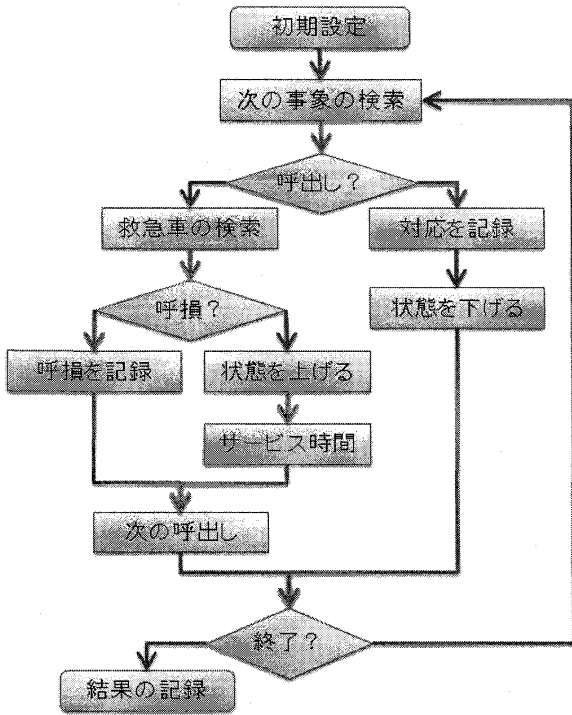 初期設定
次の事象の検索
呼出し？
救急車の検索
対応を記録
呼損？
状態を下げる
呼損を記録
状態を上げる
サービス時間
次の呼出し
終了？
結果の記録